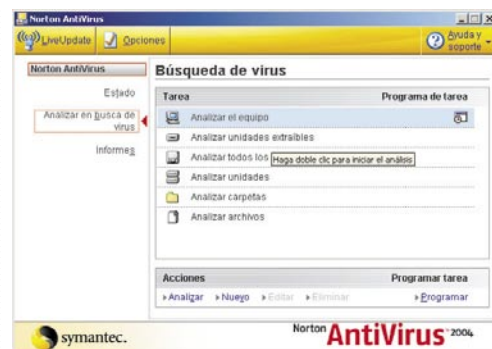 Norton AntiVirus
LiveUpdate Opciones Ayuda y soporte
Norton AntiVirus
Estado
Analizar en busca de virus
Informes
Búsqueda de virus
Tarea Programa de tarea
Analizar el equipo
Analizar unidades extraíbles
Analizar todos los
Haga doble clic para iniciar el análisis
Analizar unidades
Analizar carpetas
Analizar archivos
Acciones Programar tarea
Analizar Nuevo Editar Eliminar Programar
symantec.
Norton AntiVirus 2004